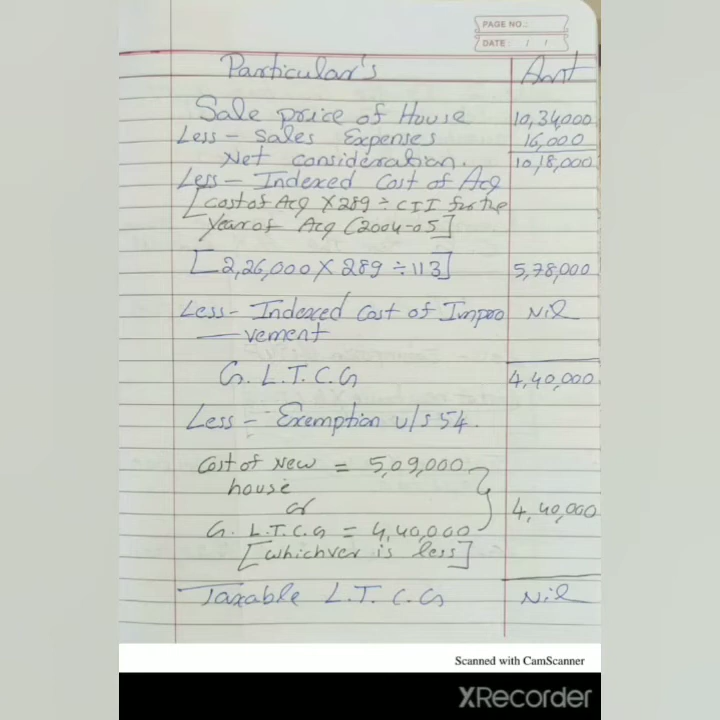 PAGE NO.:
DATE: / /
Particular's Amt
Sale price of House 10,34,000
Less - Sales Expenses 16,000
Net consideration. 10,18,000
Less - Indexed Cost of Acq
[cost of Acq X 289 ÷ CII for the
year of Acq (2004-05]
[2,26,000 X 289 ÷ 113] 5,78,000
Less - Indexed Cost of Impro Nil
— vement
G. L.T.C.G 4,40,000
Less - Exemption u/s 54.
Cost of New = 5,09,000
house
or 4,40,000
G. L.T.C.G = 4,40,000
[whichver is less]
Taxable L.T.C.G Nil
Scanned with CamScanner
XRecorder